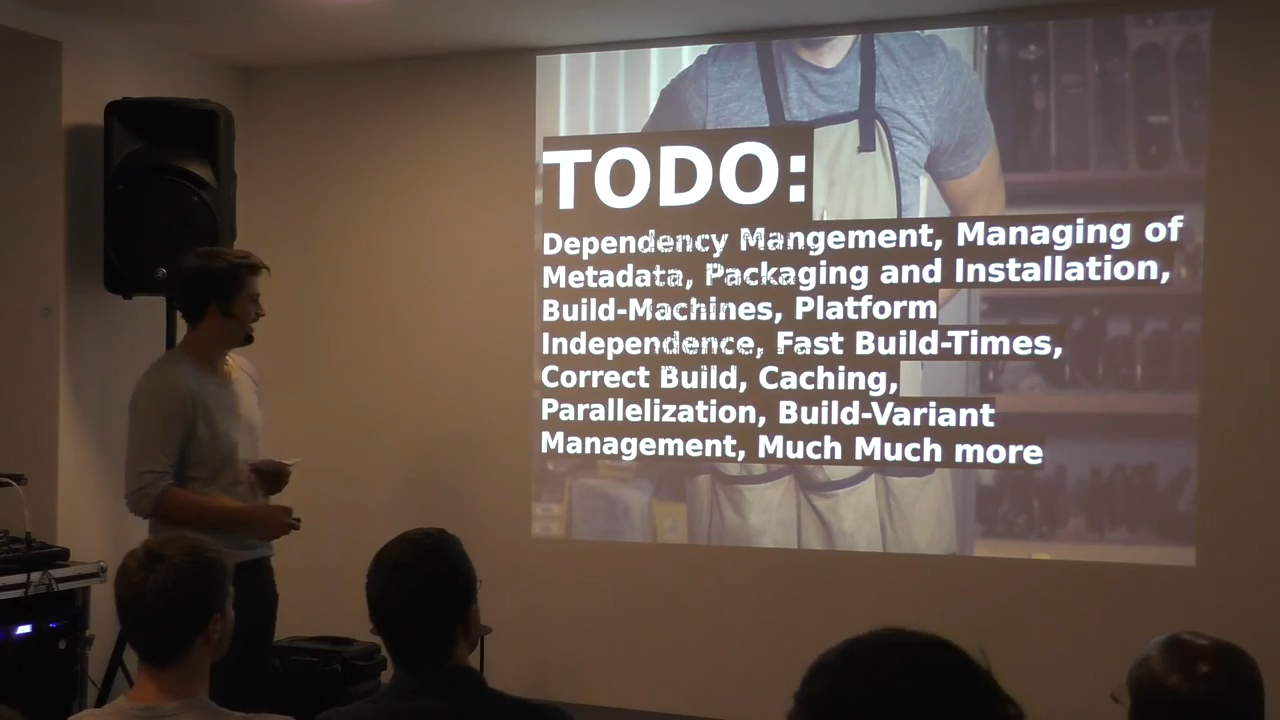 TODO:
Dependency Mangement, Managing of
Metadata, Packaging and Installation,
Build-Machines, Platform
Independence, Fast Build-Times,
Correct Build, Caching,
Parallelization, Build-Variant
Management, Much Much more